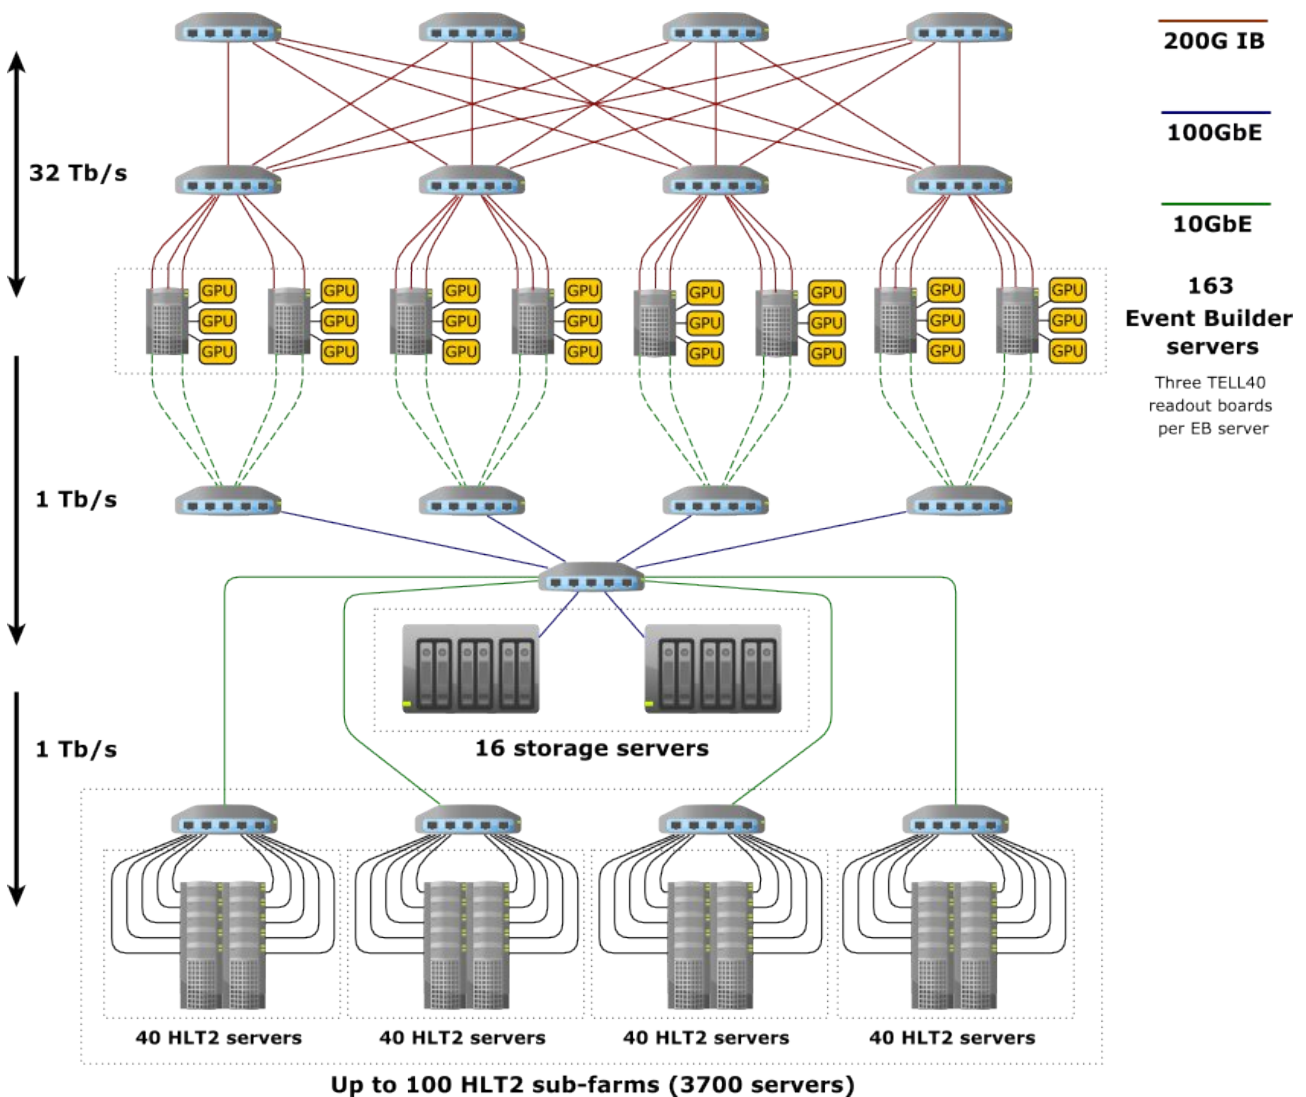 200G IB
100GbE
32 Tb/s
10GbE
163
Event Builder
servers
Three TELL40
readout boards
per EB server
GPU GPU GPU GPU GPU GPU GPU GPU
GPU GPU GPU GPU GPU GPU GPU GPU
GPU GPU GPU GPU GPU GPU GPU GPU
1 Tb/s
16 storage servers
1 Tb/s
40 HLT2 servers 40 HLT2 servers 40 HLT2 servers 40 HLT2 servers
Up to 100 HLT2 sub-farms (3700 servers)